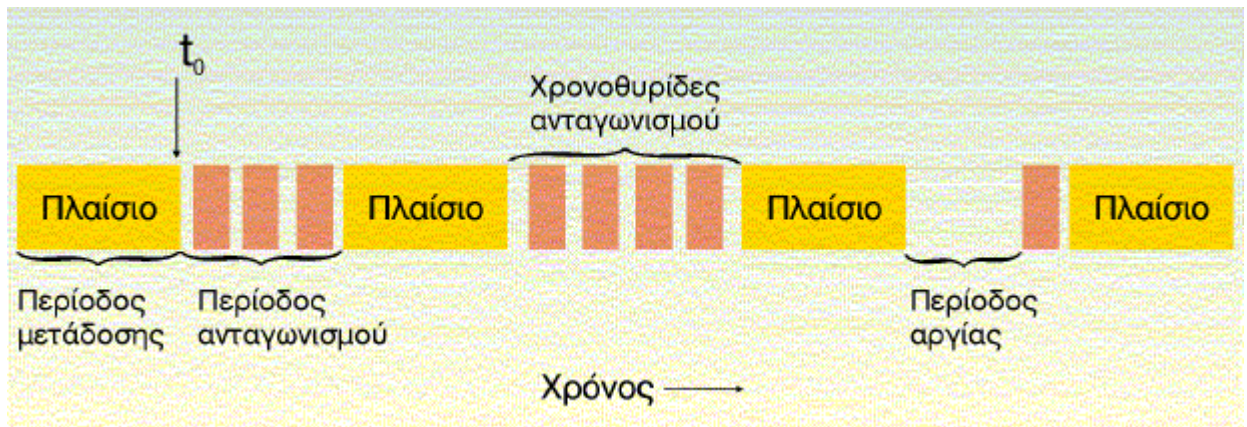 t₀
Χρονοθυρίδες
ανταγωνισμού
Πλαίσιο
Πλαίσιο
Πλαίσιο
Πλαίσιο
Περίοδος
μετάδοσης
Περίοδος
ανταγωνισμού
Περίοδος
αργίας
Χρόνος